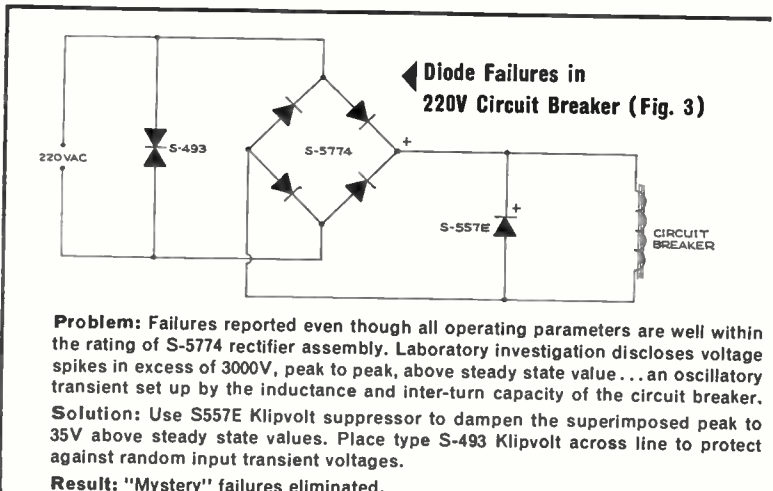 Diode Failures in
220V Circuit Breaker (Fig. 3)
S-493
S-5774
+
220VAC
+
S-557E
CIRCUIT
BREAKER
Problem: Failures reported even though all operating parameters are well within
the rating of S-5774 rectifier assembly. Laboratory investigation discloses voltage
spikes in excess of 3000V, peak to peak, above steady state value...an oscillatory
transient set up by the inductance and inter-turn capacity of the circuit breaker.
Solution: Use S557E Klipvolt suppressor to dampen the superimposed peak to
35V above steady state values. Place type S-493 Klipvolt across line to protect
against random input transient voltages.
Result: "Mystery" failures eliminated.